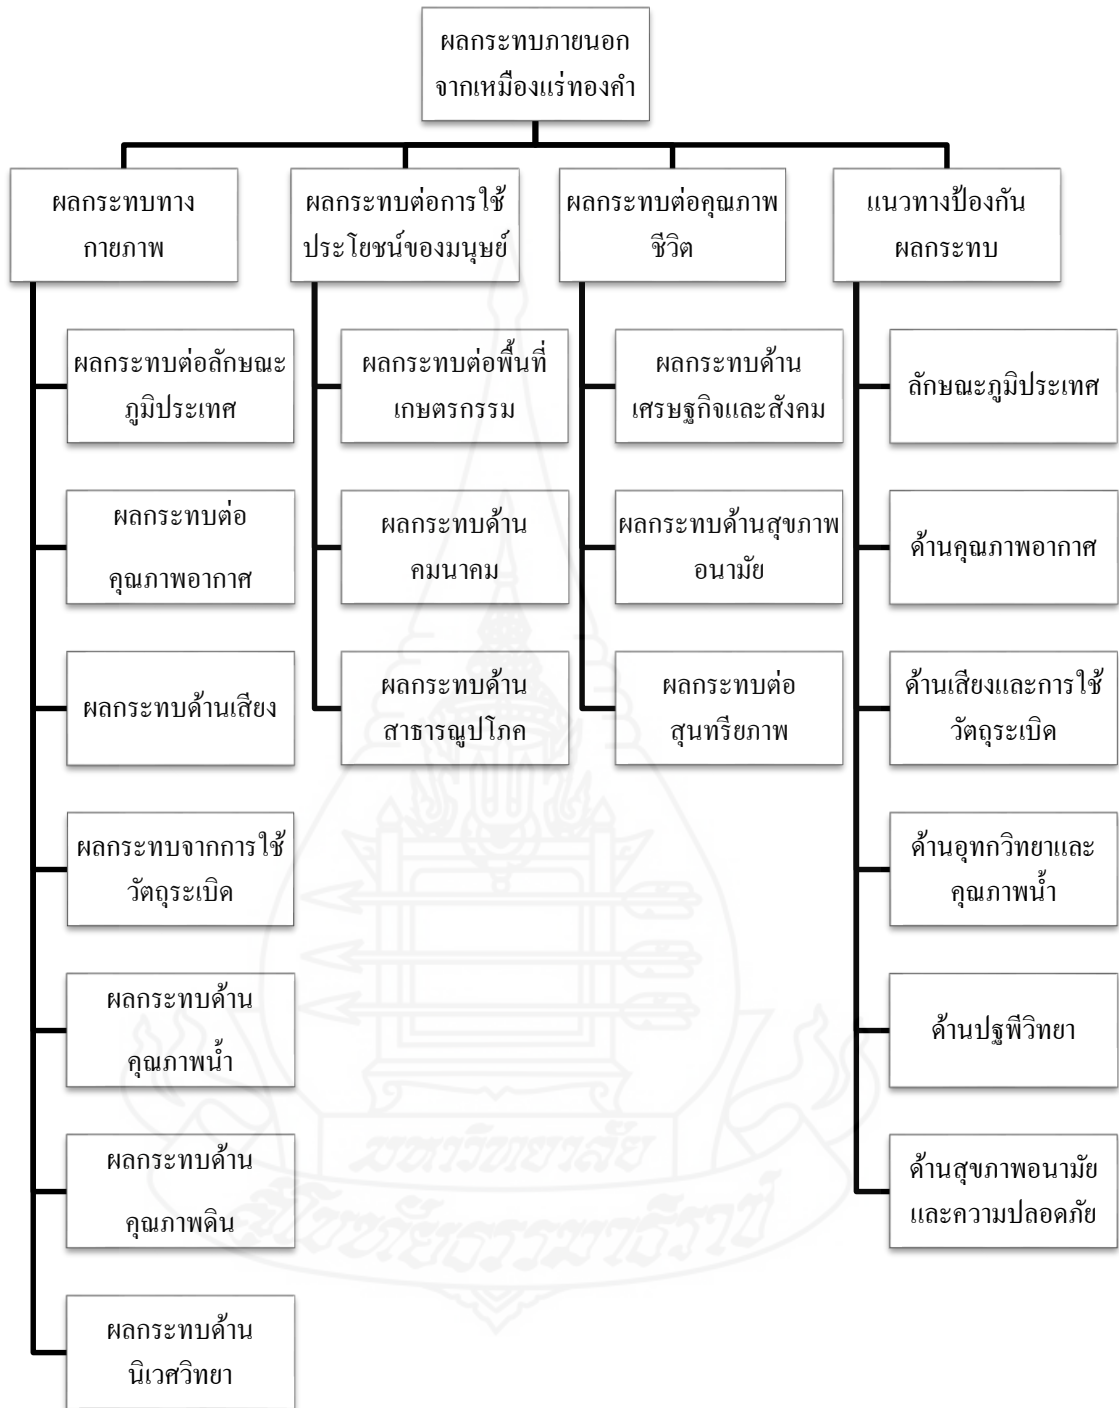 ผลกระทบภายนอก
จากเหมืองแร่ทองคำ
ผลกระทบทาง
กายภาพ
ผลกระทบต่อลักษณะ
ภูมิประเทศ
ผลกระทบต่อ
คุณภาพอากาศ
ผลกระทบด้านเสียง
ผลกระทบจากการใช้
วัตถุระเบิด
ผลกระทบด้าน
คุณภาพน้ำ
ผลกระทบด้าน
คุณภาพดิน
ผลกระทบด้าน
นิเวศวิทยา
ผลกระทบต่อการใช้
ประโยชน์ของมนุษย์
ผลกระทบต่อพื้นที่
เกษตรกรรม
ผลกระทบด้าน
คมนาคม
ผลกระทบด้าน
สาธารณูปโภค
ผลกระทบต่อคุณภาพ
ชีวิต
ผลกระทบด้าน
เศรษฐกิจและสังคม
ผลกระทบด้านสุขภาพ
อนามัย
ผลกระทบต่อ
สุนทรียภาพ
แนวทางป้องกัน
ผลกระทบ
ลักษณะภูมิประเทศ
ด้านคุณภาพอากาศ
ด้านเสียงและการใช้
วัตถุระเบิด
ด้านอุทกวิทยาและ
คุณภาพน้ำ
ด้านปฐพีวิทยา
ด้านสุขภาพอนามัย
และความปลอดภัย
มหาวิทยาลัย
สุโขทัยธรรมาธิราช